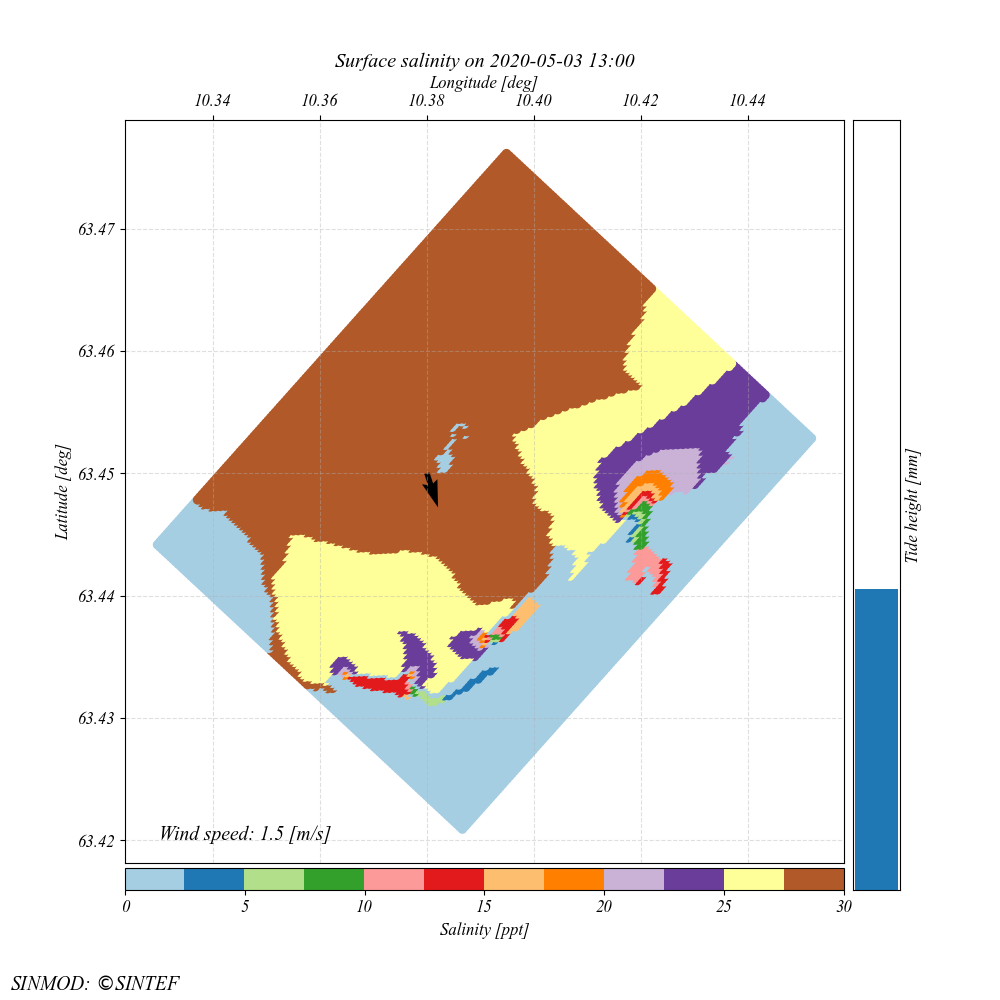 Surface salinity on 2020-05-03 13:00
Longitude [deg]
10.34 10.36 10.38 10.40 10.42 10.44
63.47
63.46
63.45
63.44
63.43
63.42
Latitude [deg]
Tide height [mm]
Wind speed: 1.5 [m/s]
0 5 10 15 20 25 30
Salinity [ppt]
SINMOD: ©SINTEF